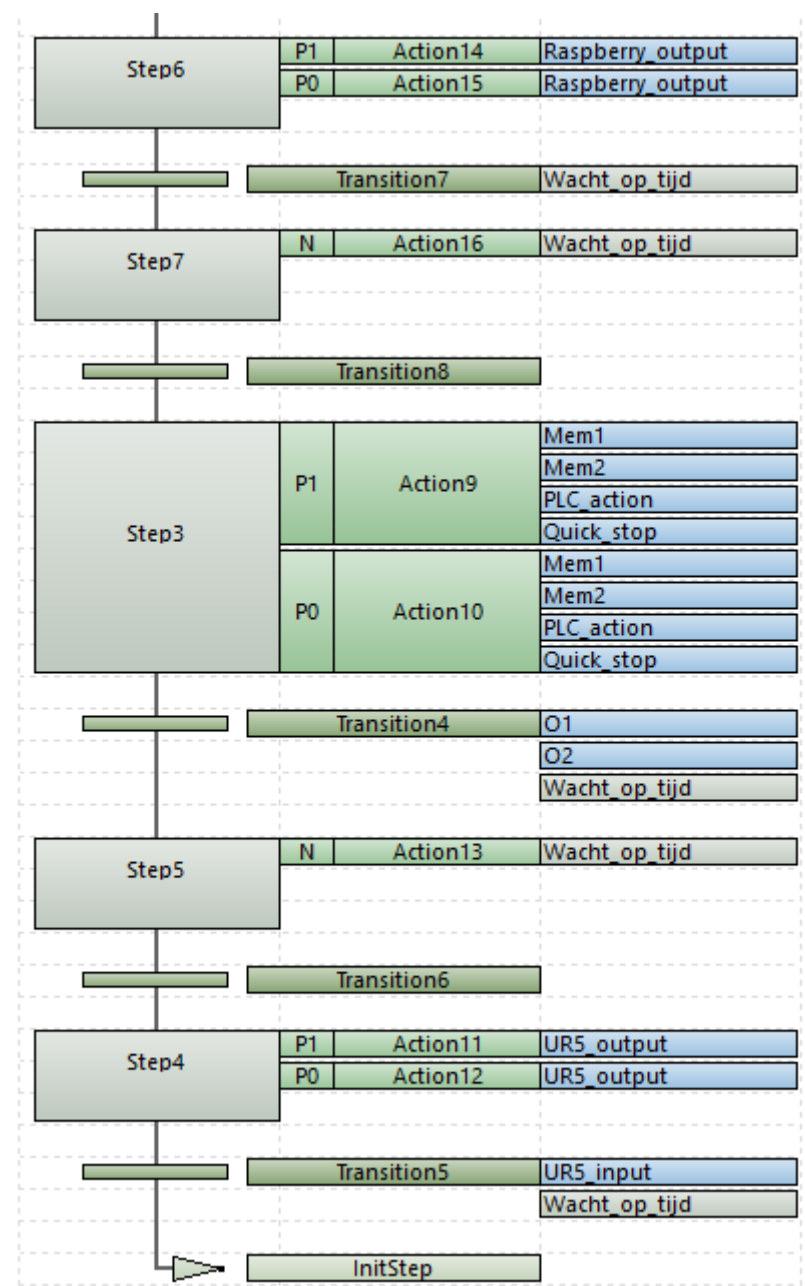 Step6 P1 Action14 Raspberry_output
P0 Action15 Raspberry_output
Transition7 Wacht_op_tijd
Step7 N Action16 Wacht_op_tijd
Transition8
Step3 P1 Action9 Mem1
Mem2
PLC_action
Quick_stop
P0 Action10 Mem1
Mem2
PLC_action
Quick_stop
Transition4 O1
O2
Wacht_op_tijd
Step5 N Action13 Wacht_op_tijd
Transition6
Step4 P1 Action11 UR5_output
P0 Action12 UR5_output
Transition5 UR5_input
Wacht_op_tijd
InitStep